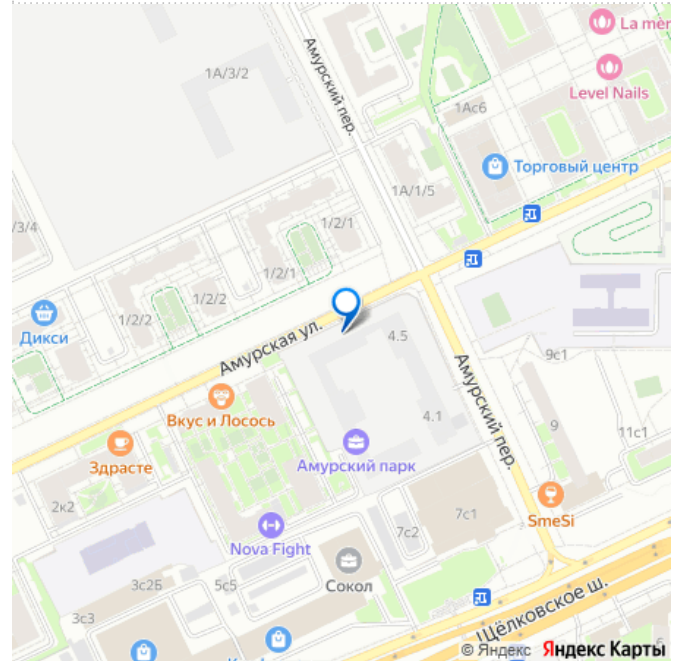 La mèr
1А/3/2
Амурский пер.
Level Nails
1Ас6
Торговый центр
1А/1/5
3/4
1/2/1
1/2/1
1/2/2
1/2/2
Дикси
Амурская ул.
4.5
9с1
Вкус и Лосось
Амурский пер.
4.1
9
11с1
Здрасте
Амурский парк
2к2
SmeSi
7с1
7с2
Nova Fight
3с25
5с5
Сокол
3с3
Щёлковское ш.
© Яндекс Яндекс Карты